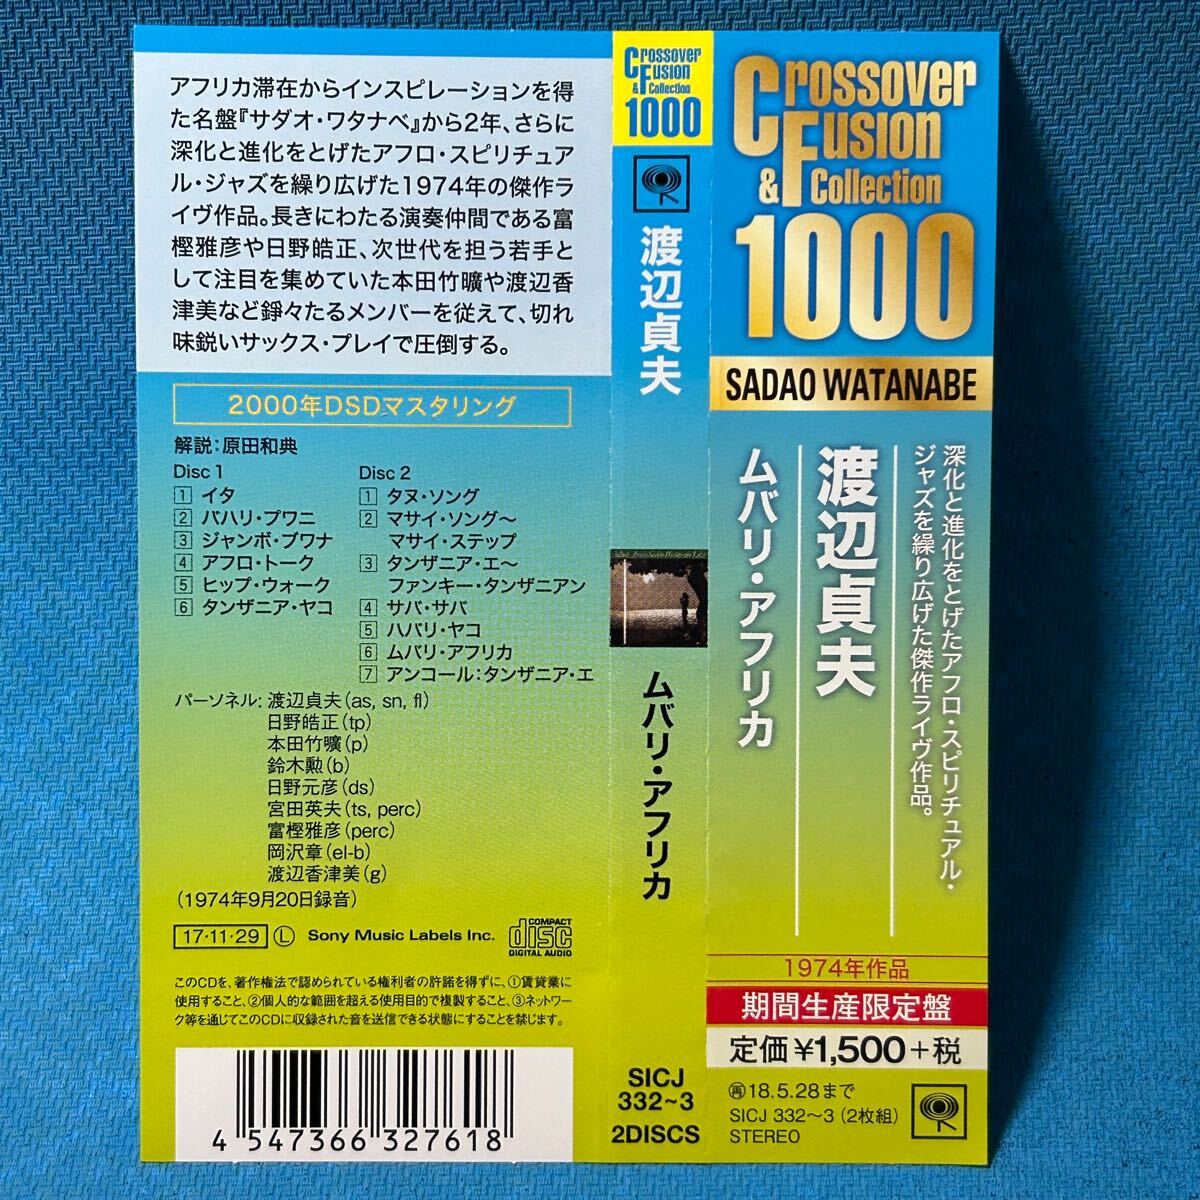 アフリカ滞在からインスピレーションを得
た名盤『サダオ・ワタナベ』から2年、さらに
深化と進化をとげたアフロ・スピリチュア
ル・ジャズを繰り広げた1974年の傑作ラ
イヴ作品。長きにわたる演奏仲間である富
樫雅彦や日野皓正、次世代を担う若手と
して注目を集めていた本田竹曠や渡辺香
津美など錚々たるメンバーを従えて、切れ
味鋭いサックス・プレイで圧倒する。
2000年DSDマスタリング
解説：原田和典
Disc 1
1 イタ
2 バハリ・プワニ
3 ジャンボ・ブワナ
4 アフロ・トーク
5 ヒップ・ウォーク
6 タンザニア・ヤコ
Disc 2
1 タヌ・ソング
2 マサイ・ソング〜
マサイ・ステップ
3 タンザニア・エ〜
ファンキー・タンザニアン
4 サバ・サバ
5 ハバリ・ヤコ
6 ムバリ・アフリカ
7 アンコール：タンザニア・エ
パーソネル: 渡辺貞夫(as, sn, fl)
日野皓正(tp)
本田竹曠(p)
鈴木勲(b)
日野元彦(ds)
宮田英夫(ts, perc)
富樫雅彦(perc)
岡沢章(el-b)
渡辺香津美(g)
(1974年9月20日録音)
17・11・29 Ⓛ Sony Music Labels Inc. COMPACT disc DIGITAL AUDIO
このCDを、著作権法で認められている権利者の許諾を得ずに、①賃貸業に
使用すること、②個人的な範囲を超える使用目的で複製すること、③ネットワー
ク等を通じてこのCDに収録された音を送信できる状態にすることを禁じます。
4 547366 327618
Crossover
& Fusion
Collection
1000
渡辺貞夫
ムバリ・アフリカ
SICJ
332~3
2DISCS
Crossover
& Fusion
Collection
1000
SADAO WATANABE
深化と進化をとげたアフロ・スピリチュアル・
ジャズを繰り広げた傑作ライヴ作品。
渡辺貞夫
ムバリ・アフリカ
1974年作品
期間生産限定盤
定価¥1,500+税
㊢18.5.28まで
SICJ 332〜3 (2枚組)
STEREO